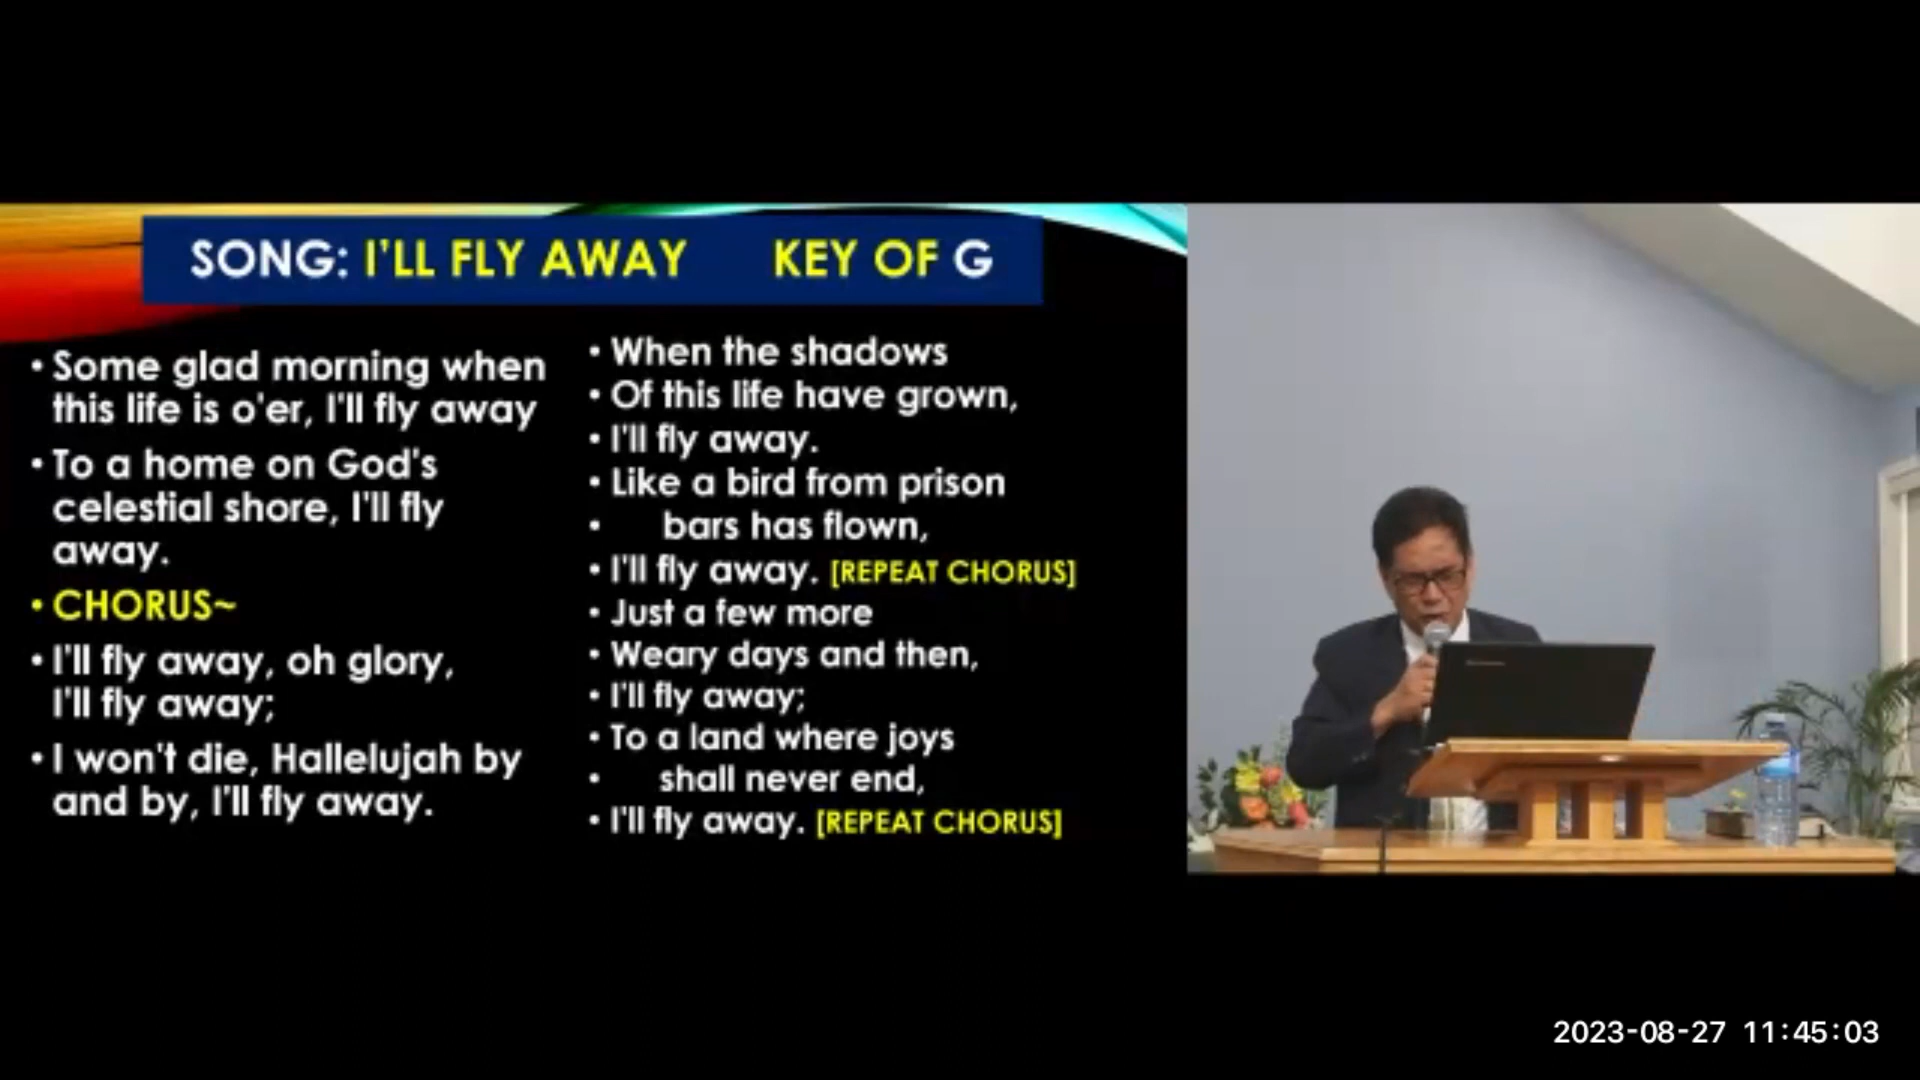 SONG: I'LL FLY AWAY KEY OF G
• Some glad morning when
this life is o'er, I'll fly away
• To a home on God's
celestial shore, I'll fly
away.
• CHORUS~
• I'll fly away, oh glory,
I'll fly away;
• I won't die, Hallelujah by
and by, I'll fly away.
• When the shadows
• Of this life have grown,
• I'll fly away.
• Like a bird from prison
• bars has flown,
• I'll fly away. [REPEAT CHORUS]
• Just a few more
• Weary days and then,
• I'll fly away;
• To a land where joys
• shall never end,
• I'll fly away. [REPEAT CHORUS]
2023-08-27 11:45:03